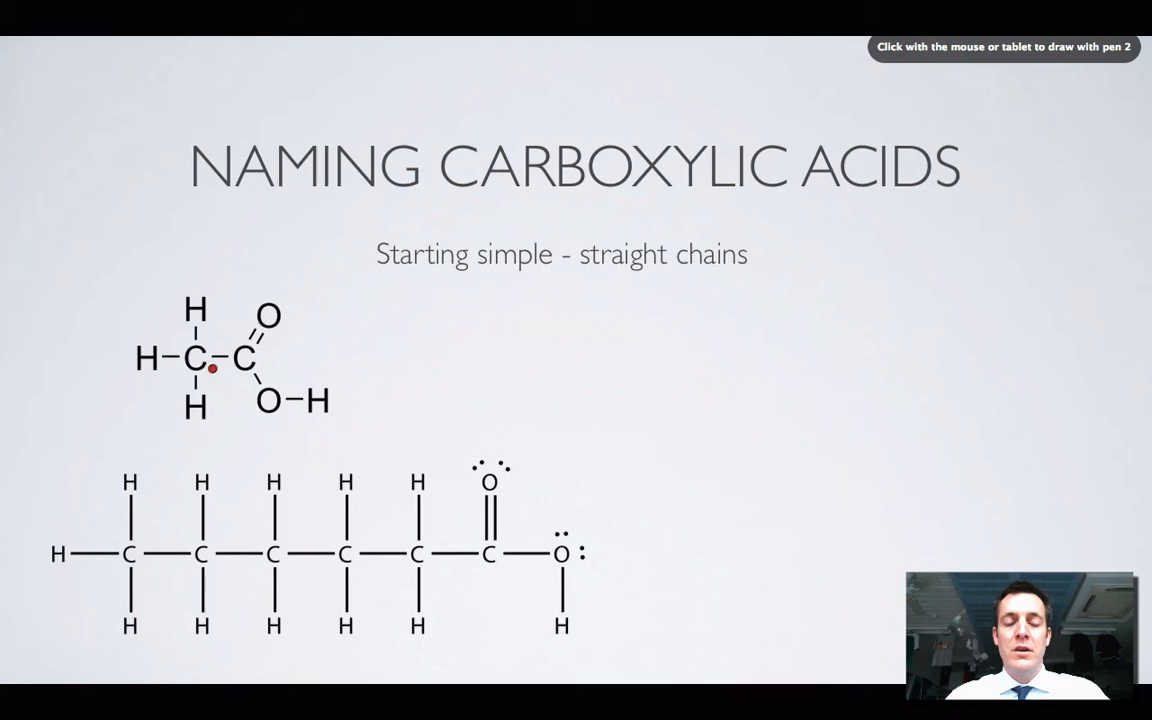 Click with the mouse or tablet to draw with pen 2
NAMING CARBOXYLIC ACIDS
Starting simple - straight chains
H O
H C C
H O H
H H H H H O
H C C C C C C O
H H H H H H